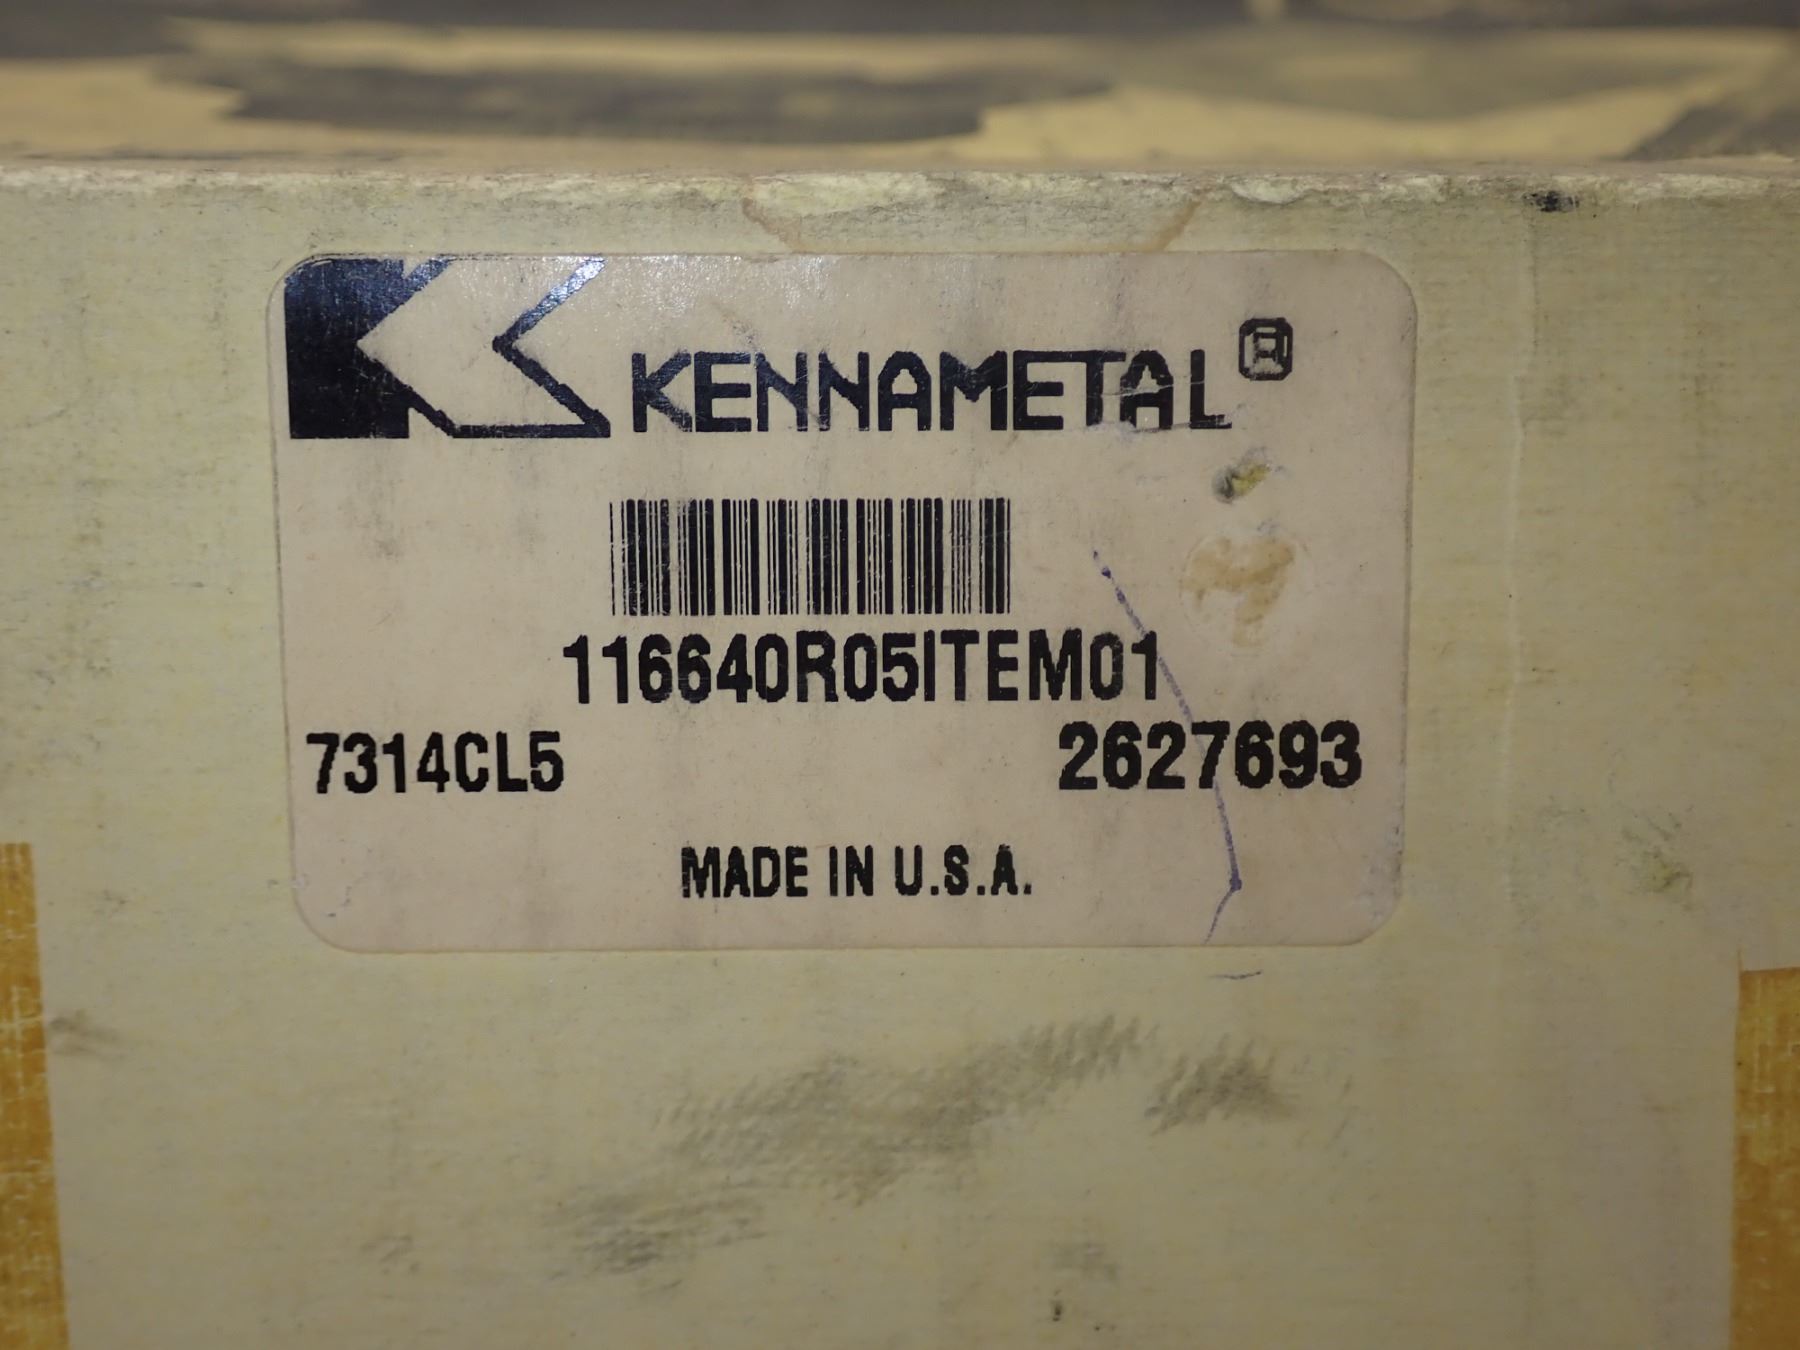 KENNAMETAL®
116640R05ITEM01
7314CL5 2627693
MADE IN U.S.A.